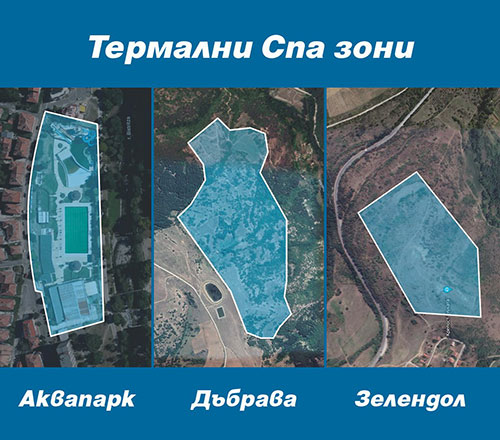 Термални Спа зони
Аквапарк
Дъбрава
Зелендол